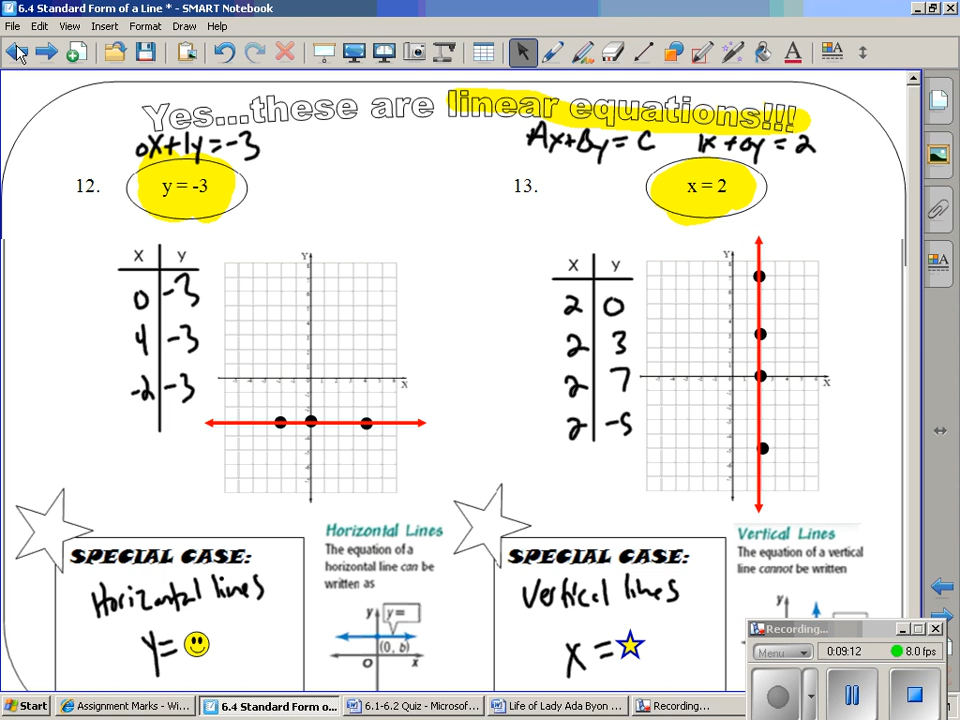 6.4 Standard Form of a Line * - SMART Notebook
File Edit View Insert Format Draw Help
Yes...these are linear equations!!!
0x+1y=-3
Ax+By=C 1x+0y=2
12. y = -3
13. x = 2
X Y
0 -3
4 -3
-2 -3
X Y
2 0
2 3
2 7
2 -5
Y
X
Y
X
SPECIAL CASE:
Horizontal lines
y=
Horizontal Lines
The equation of a
horizontal line can be
written as
y
y=
(0, b)
O x
SPECIAL CASE:
Vertical lines
x =
Vertical Lines
The equation of a vertical
line cannot be written
y
Recording...
Menu 0:09:12 8.0 fps
Start Assignment Marks - Wi... 6.4 Standard Form o... 6.1-6.2 Quiz - Microsof... Life of Lady Ada Byon ... Recording...